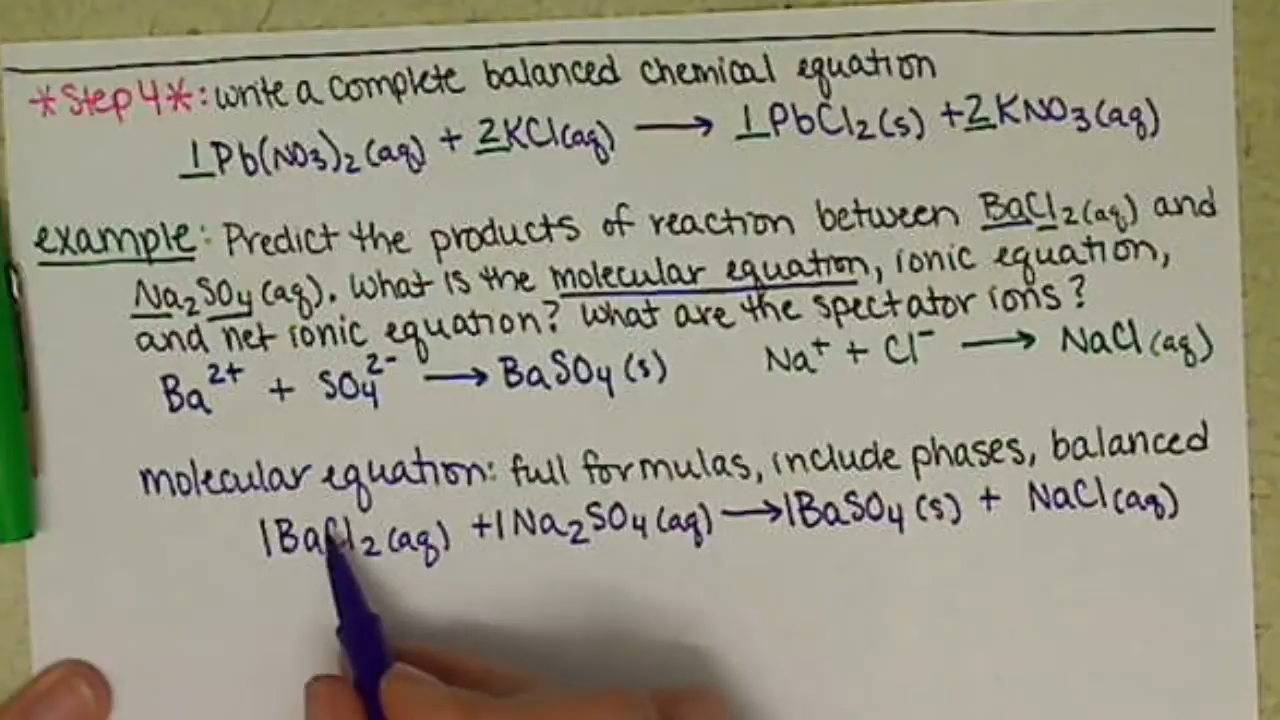 *Step 4*: write a complete balanced chemical equation
1Pb(NO3)2(aq) + 2KCl(aq) → 1PbCl2(s) + 2KNO3(aq)
example: Predict the products of reaction between BaCl2(aq) and
Na2SO4(aq). What is the molecular equation, ionic equation,
and net ionic equation? What are the spectator ions?
Ba2+ + SO42- → BaSO4(s) Na+ + Cl- → NaCl(aq)
molecular equation: full formulas, include phases, balanced
1BaCl2(aq) + 1Na2SO4(aq) → 1BaSO4(s) + NaCl(aq)